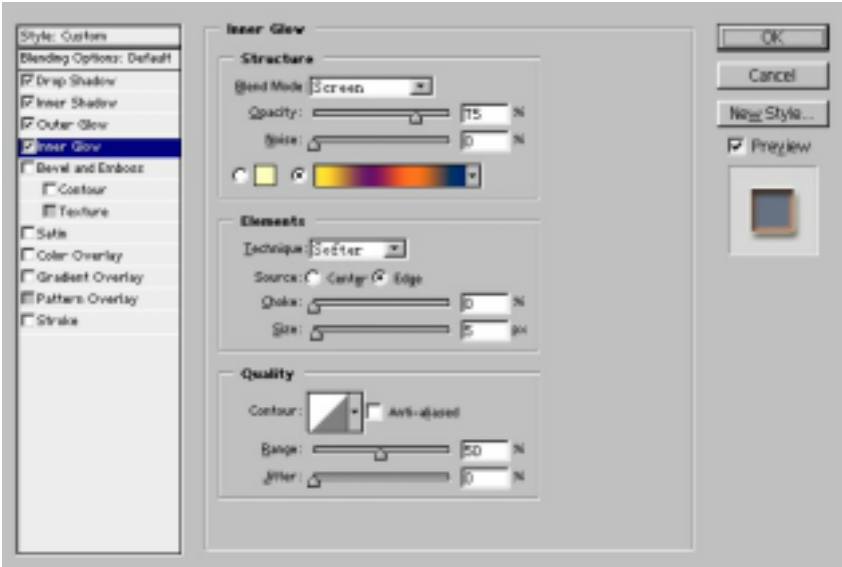 Style: Custom
Blending Options: Default
Drop Shadow
Inner Shadow
Outer Glow
Inner Glow
Bevel and Emboss
Contour
Texture
Satin
Color Overlay
Gradient Overlay
Pattern Overlay
Stroke
Inner Glow
Structure
Blend Mode: Screen
Opacity: 75 %
Noise: 0 %
Elements
Technique: Softer
Source: Center Edge
Choke: 0 %
Size: 5 px
Quality
Contour: Anti-aliased
Range: 50 %
Jitter: 0 %
OK
Cancel
New Style...
Preview